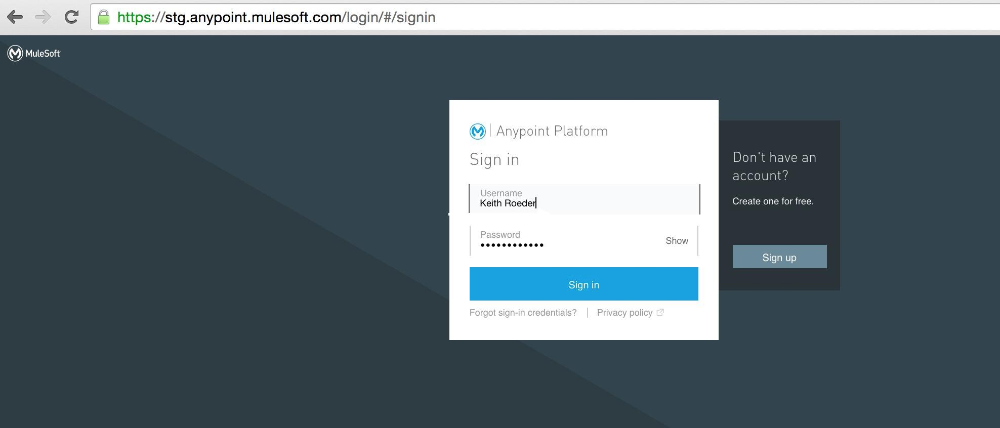 https://stg.anypoint.mulesoft.com/login/#/signin
MuleSoft
Anypoint Platform
Sign in
Username
Keith Roeder
Password
••••••••••••
Show
Sign in
Forgot sign-in credentials? | Privacy policy
Don't have an
account?
Create one for free.
Sign up